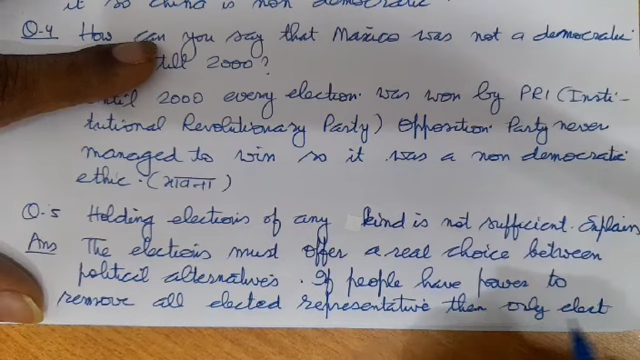 it so china is non democratic
Q.4 How can you say that Maxico was not a democratic
till 2000?
Until 2000 every election was won by PRI (Insti-
tutional Revolutionary Party) Opposition Party never
managed to win so it was a non democratic
ethic. (भावना)
Q.5 Holding elections of any kind is not sufficient. Explain
Ans The elections must offer a real choice between
political alternatives. If people have power to
remove all elected representative then only elect